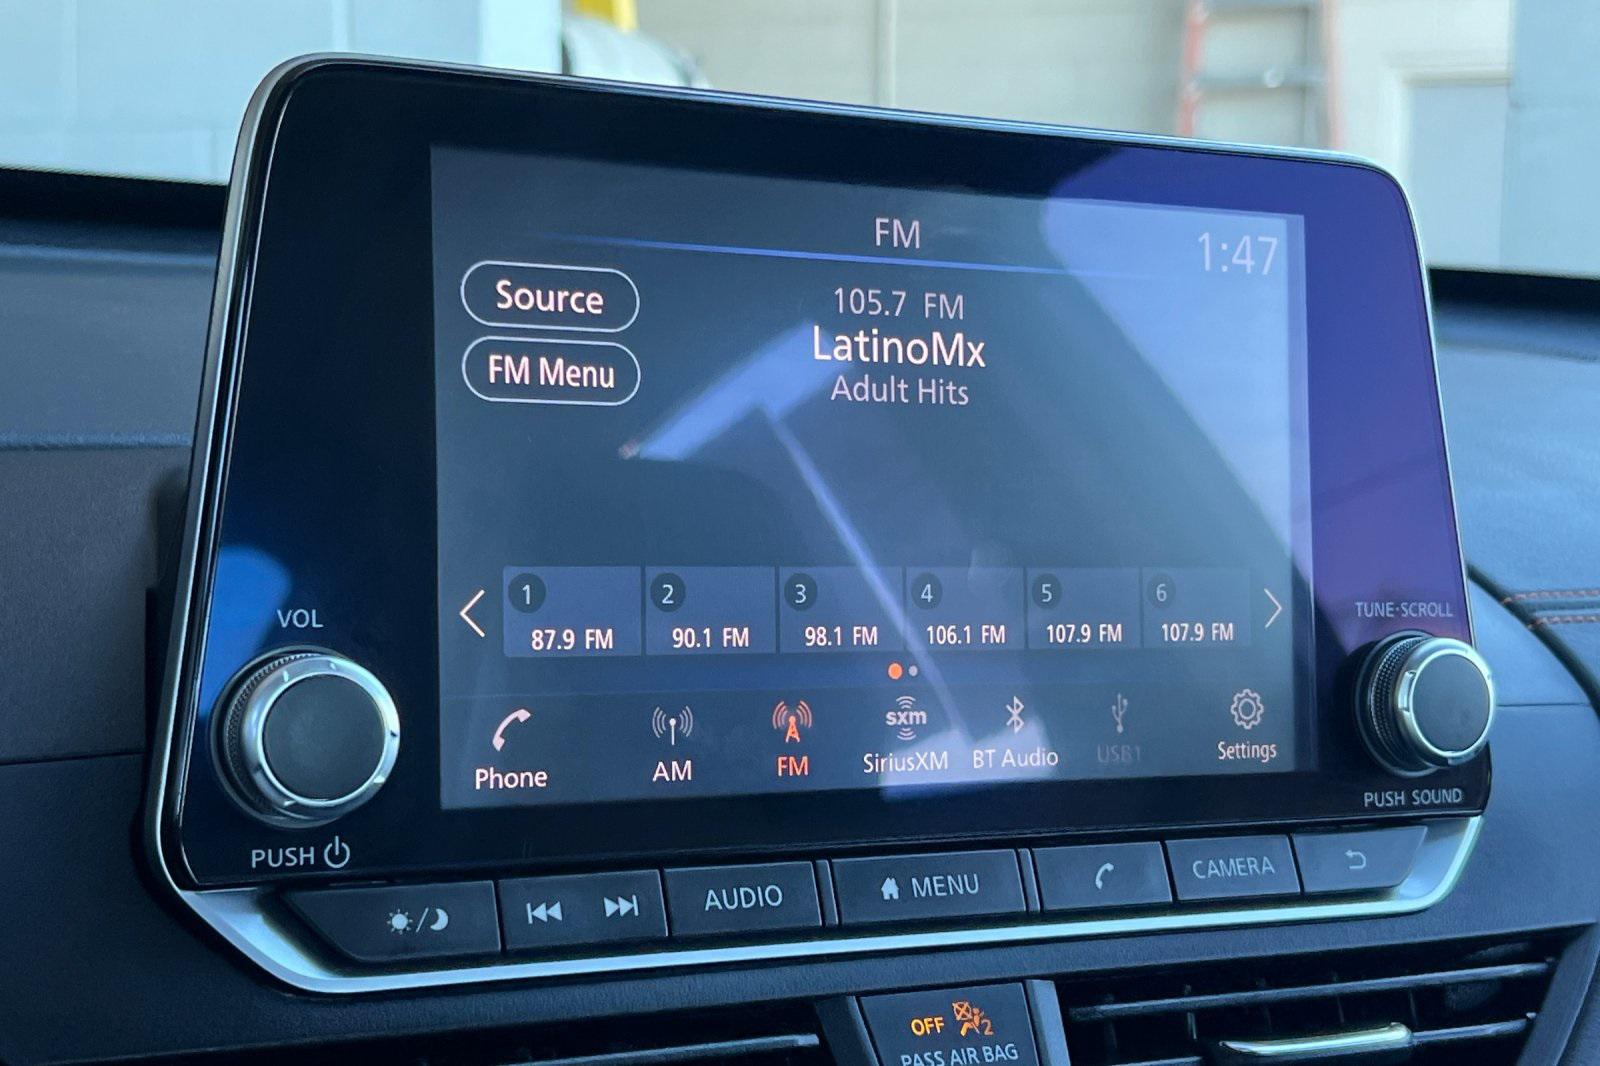 FM
1:47
Source
105.7 FM
LatinoMx
FM Menu
Adult Hits
1 2 3 4 5 6
87.9 FM 90.1 FM 98.1 FM 106.1 FM 107.9 FM 107.9 FM
VOL
TUNE·SCROLL
sxm
Phone AM FM SiriusXM BT Audio USB1 Settings
PUSH
PUSH SOUND
AUDIO MENU CAMERA
OFF 2
PASS AIR BAG